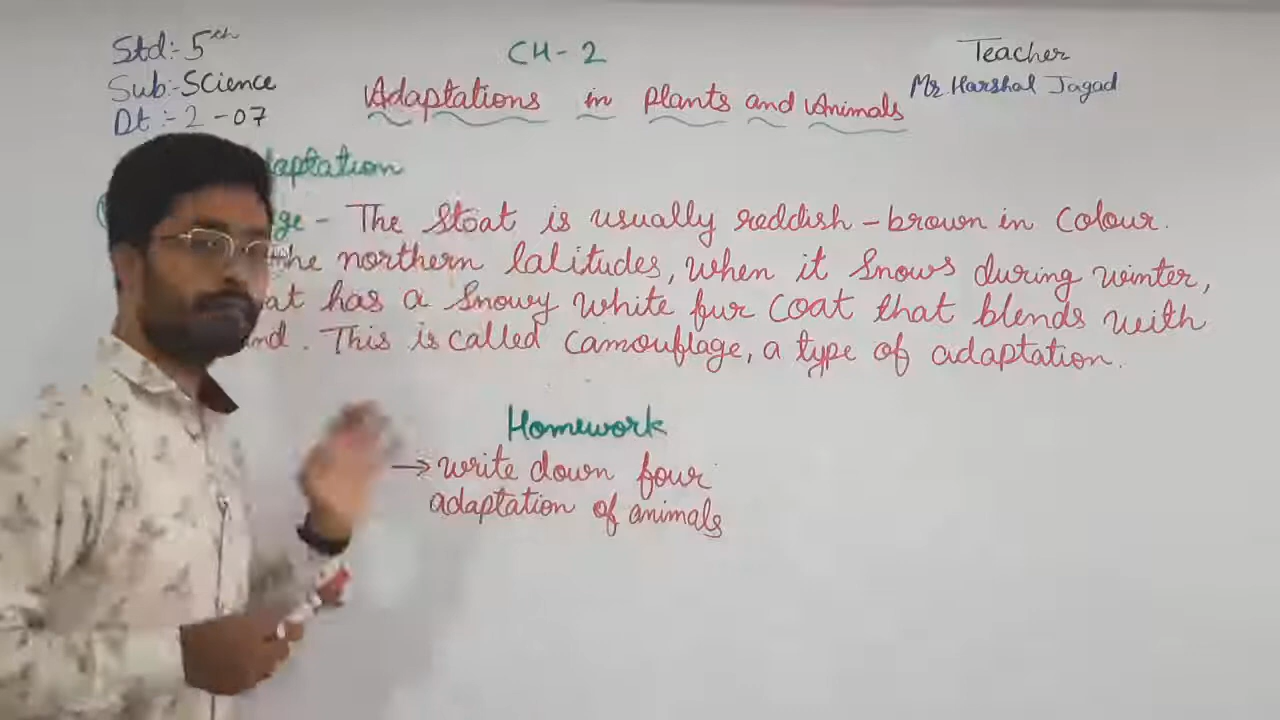 Std:- 5th
Sub:-Science
Dt :- 2 -07
CH- 2
Adaptations in plants and Animals
Teacher
Mr Harshal Jagad
aptation
ge - The Stoat is usually reddish-brown in Colour.
the northern latitudes, when it Snows during winter,
at has a Snowy white fur coat that blends with
nd. This is called Camouflage, a type of adaptation.
Homework
→ write down four
adaptation of animals